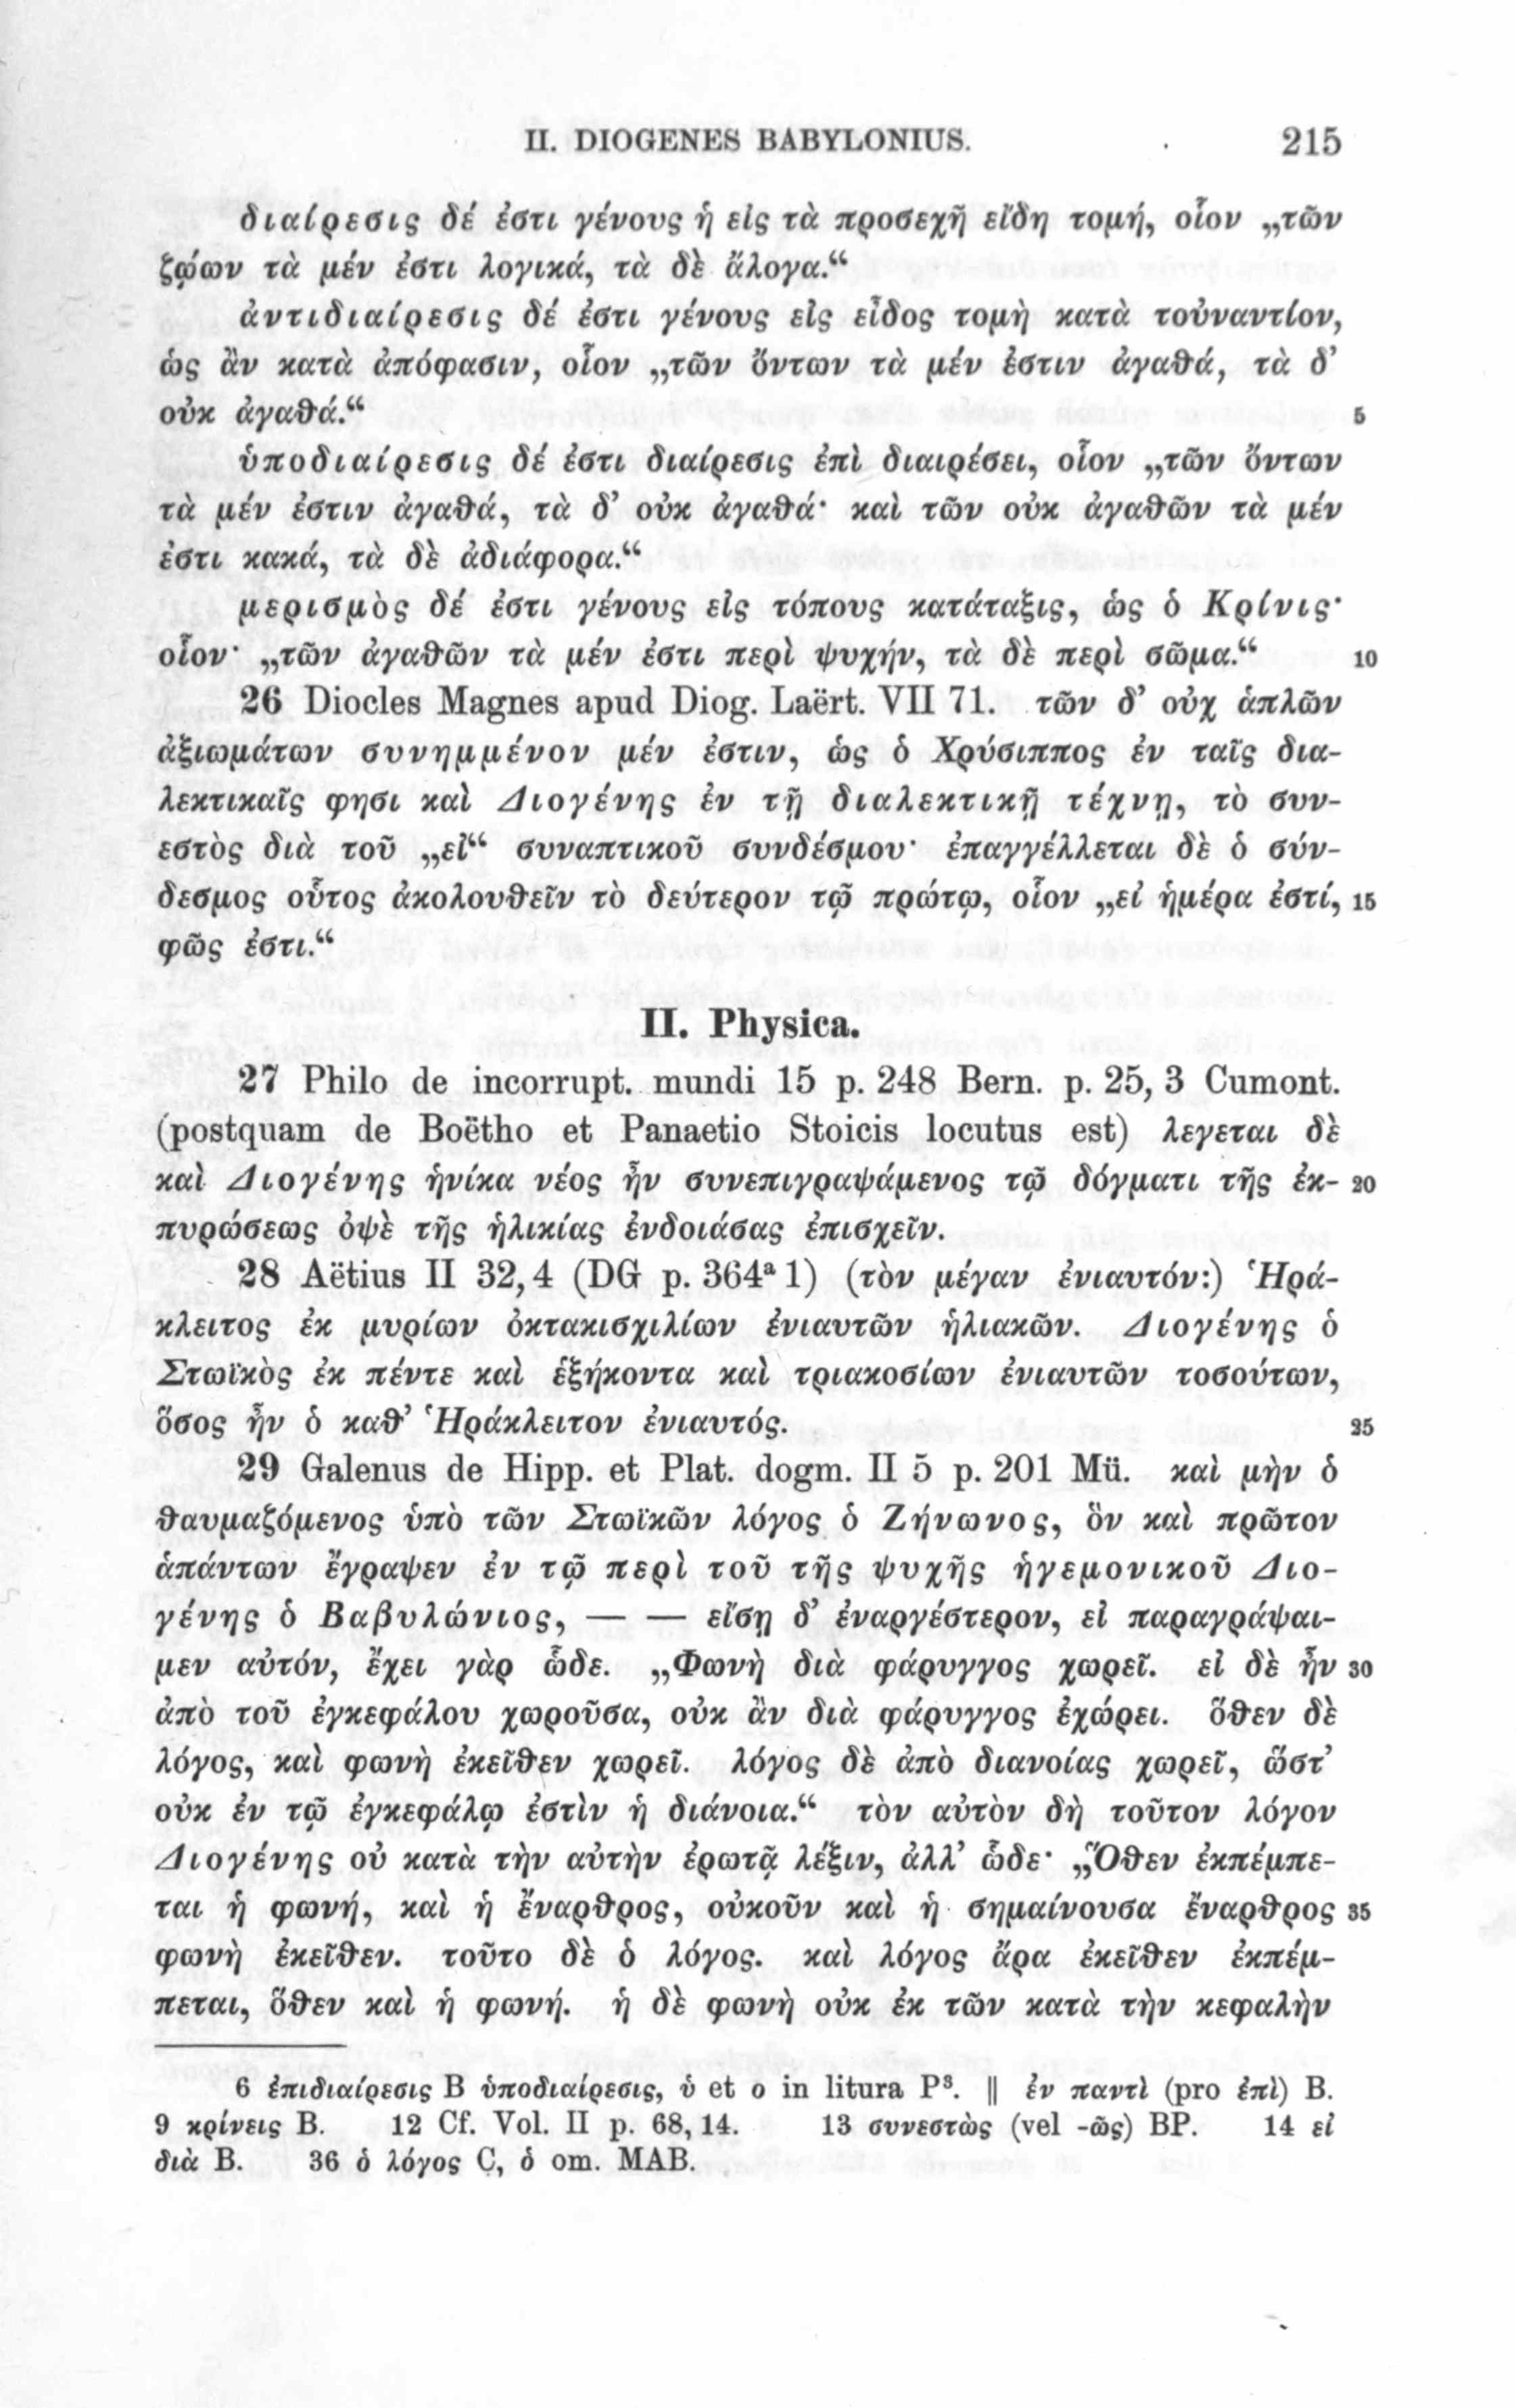 II. DIOGENES BABYLONIUS. 215
διαίρεσις δέ ἐστι γένους ἡ εἰς τὰ προσεχῆ εἴδη τομή, οἷον „τῶν
ζῴων τὰ μέν ἐστι λογικά, τὰ δὲ ἄλογα.“
ἀντιδιαίρεσις δέ ἐστι γένους εἰς εἶδος τομὴ κατὰ τοὐναντίον,
ὡς ἂν κατὰ ἀπόφασιν, οἷον „τῶν ὄντων τὰ μέν ἐστιν ἀγαθά, τὰ δ’
οὐκ ἀγαθά.“ 5
ὑποδιαίρεσις δέ ἐστι διαίρεσις ἐπὶ διαιρέσει, οἷον „τῶν ὄντων
τὰ μέν ἐστιν ἀγαθά, τὰ δ’ οὐκ ἀγαθά· καὶ τῶν οὐκ ἀγαθῶν τὰ μέν
ἐστι κακά, τὰ δὲ ἀδιάφορα.“
μερισμὸς δέ ἐστι γένους εἰς τόπους κατάταξις, ὡς ὁ Κρίνις·
οἷον· „τῶν ἀγαθῶν τὰ μέν ἐστι περὶ ψυχήν, τὰ δὲ περὶ σῶμα.“ 10
26 Diocles Magnes apud Diog. Laërt. VII 71. τῶν δ’ οὐχ ἁπλῶν
ἀξιωμάτων συνημμένον μέν ἐστιν, ὡς ὁ Χρύσιππος ἐν ταῖς δια-
λεκτικαῖς φησι καὶ Διογένης ἐν τῇ διαλεκτικῇ τέχνῃ, τὸ συν-
εστὸς διὰ τοῦ „εἰ“ συναπτικοῦ συνδέσμου· ἐπαγγέλλεται δὲ ὁ σύν-
δεσμος οὗτος ἀκολουθεῖν τὸ δεύτερον τῷ πρώτῳ, οἷον „εἰ ἡμέρα ἐστί, 15
φῶς ἐστι.“
II. Physica.
27 Philo de incorrupt. mundi 15 p. 248 Bern. p. 25, 3 Cumont.
(postquam de Boëtho et Panaetio Stoicis locutus est) λεγεται δὲ
καὶ Διογένης ἡνίκα νέος ἦν συνεπιγραψάμενος τῷ δόγματι τῆς ἐκ- 20
πυρώσεως ὀψὲ τῆς ἡλικίας ἐνδοιάσας ἐπισχεῖν.
28 Aëtius II 32, 4 (DG p. 364ª 1) (τὸν μέγαν ἐνιαυτόν:) Ἡρά-
κλειτος ἐκ μυρίων ὀκτακισχιλίων ἐνιαυτῶν ἡλιακῶν. Διογένης ὁ
Στωϊκὸς ἐκ πέντε καὶ ἑξήκοντα καὶ τριακοσίων ἐνιαυτῶν τοσούτων,
ὅσος ἦν ὁ καθ’ Ἡράκλειτον ἐνιαυτός. 25
29 Galenus de Hipp. et Plat. dogm. II 5 p. 201 Mü. καὶ μὴν ὁ
θαυμαζόμενος ὑπὸ τῶν Στωϊκῶν λόγος ὁ Ζήνωνος, ὃν καὶ πρῶτον
ἁπάντων ἔγραψεν ἐν τῷ περὶ τοῦ τῆς ψυχῆς ἡγεμονικοῦ Διο-
γένης ὁ Βαβυλώνιος, — — εἴσῃ δ’ ἐναργέστερον, εἰ παραγράψαι-
μεν αὐτόν, ἔχει γὰρ ὧδε. „Φωνὴ διὰ φάρυγγος χωρεῖ. εἰ δὲ ἦν 30
ἀπὸ τοῦ ἐγκεφάλου χωροῦσα, οὐκ ἂν διὰ φάρυγγος ἐχώρει. ὅθεν δὲ
λόγος, καὶ φωνὴ ἐκεῖθεν χωρεῖ. λόγος δὲ ἀπὸ διανοίας χωρεῖ, ὥστ’
οὐκ ἐν τῷ ἐγκεφάλῳ ἐστὶν ἡ διάνοια.“ τὸν αὐτὸν δὴ τοῦτον λόγον
Διογένης οὐ κατὰ τὴν αὐτὴν ἐρωτᾷ λέξιν, ἀλλ’ ὧδε· „Ὅθεν ἐκπέμπε-
ται ἡ φωνή, καὶ ἡ ἔναρθρος, οὐκοῦν καὶ ἡ σημαίνουσα ἔναρθρος 35
φωνὴ ἐκεῖθεν. τοῦτο δὲ ὁ λόγος. καὶ λόγος ἄρα ἐκεῖθεν ἐκπέμ-
πεται, ὅθεν καὶ ἡ φωνή. ἡ δὲ φωνὴ οὐκ ἐκ τῶν κατὰ τὴν κεφαλὴν
6 ἐπιδιαίρεσις B ὑποδιαίρεσις, ὑ et ο in litura P³. ‖ ἐν παντὶ (pro ἐπὶ) B.
9 κρίνεις B. 12 Cf. Vol. II p. 68, 14. 13 συνεστὼς (vel -ῶς) BP. 14 εἰ
διὰ B. 36 ὁ λόγος C, ὁ om. MAB.